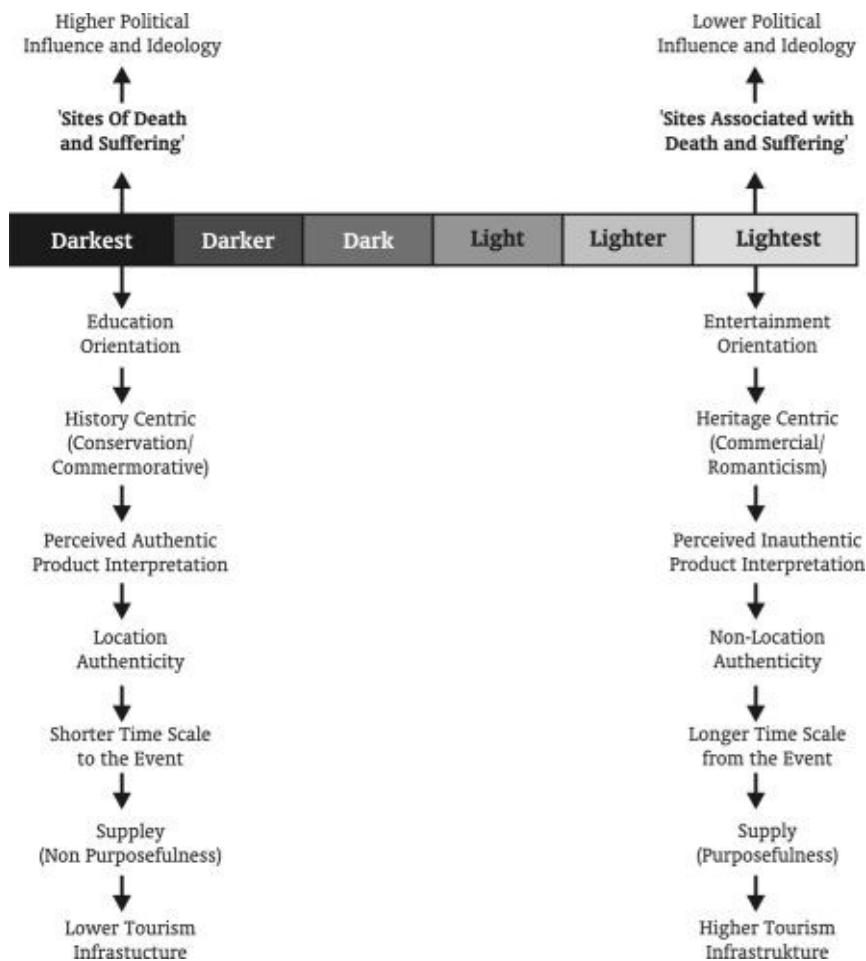 Higher Political
Influence and Ideology
'Sites Of Death
and Suffering'
Lower Political
Influence and Ideology
'Sites Associated with
Death and Suffering'
Darkest Darker Dark Light Lighter Lightest
Education
Orientation
History Centric
(Conservation/
Commermorative)
Perceived Authentic
Product Interpretation
Location
Authenticity
Shorter Time Scale
to the Event
Suppley
(Non Purposefulness)
Lower Tourism
Infrastucture
Entertainment
Orientation
Heritage Centric
(Commercial/
Romanticism)
Perceived Inauthentic
Product Interpretation
Non-Location
Authenticity
Longer Time Scale
from the Event
Supply
(Purposefulness)
Higher Tourism
Infrastrukture